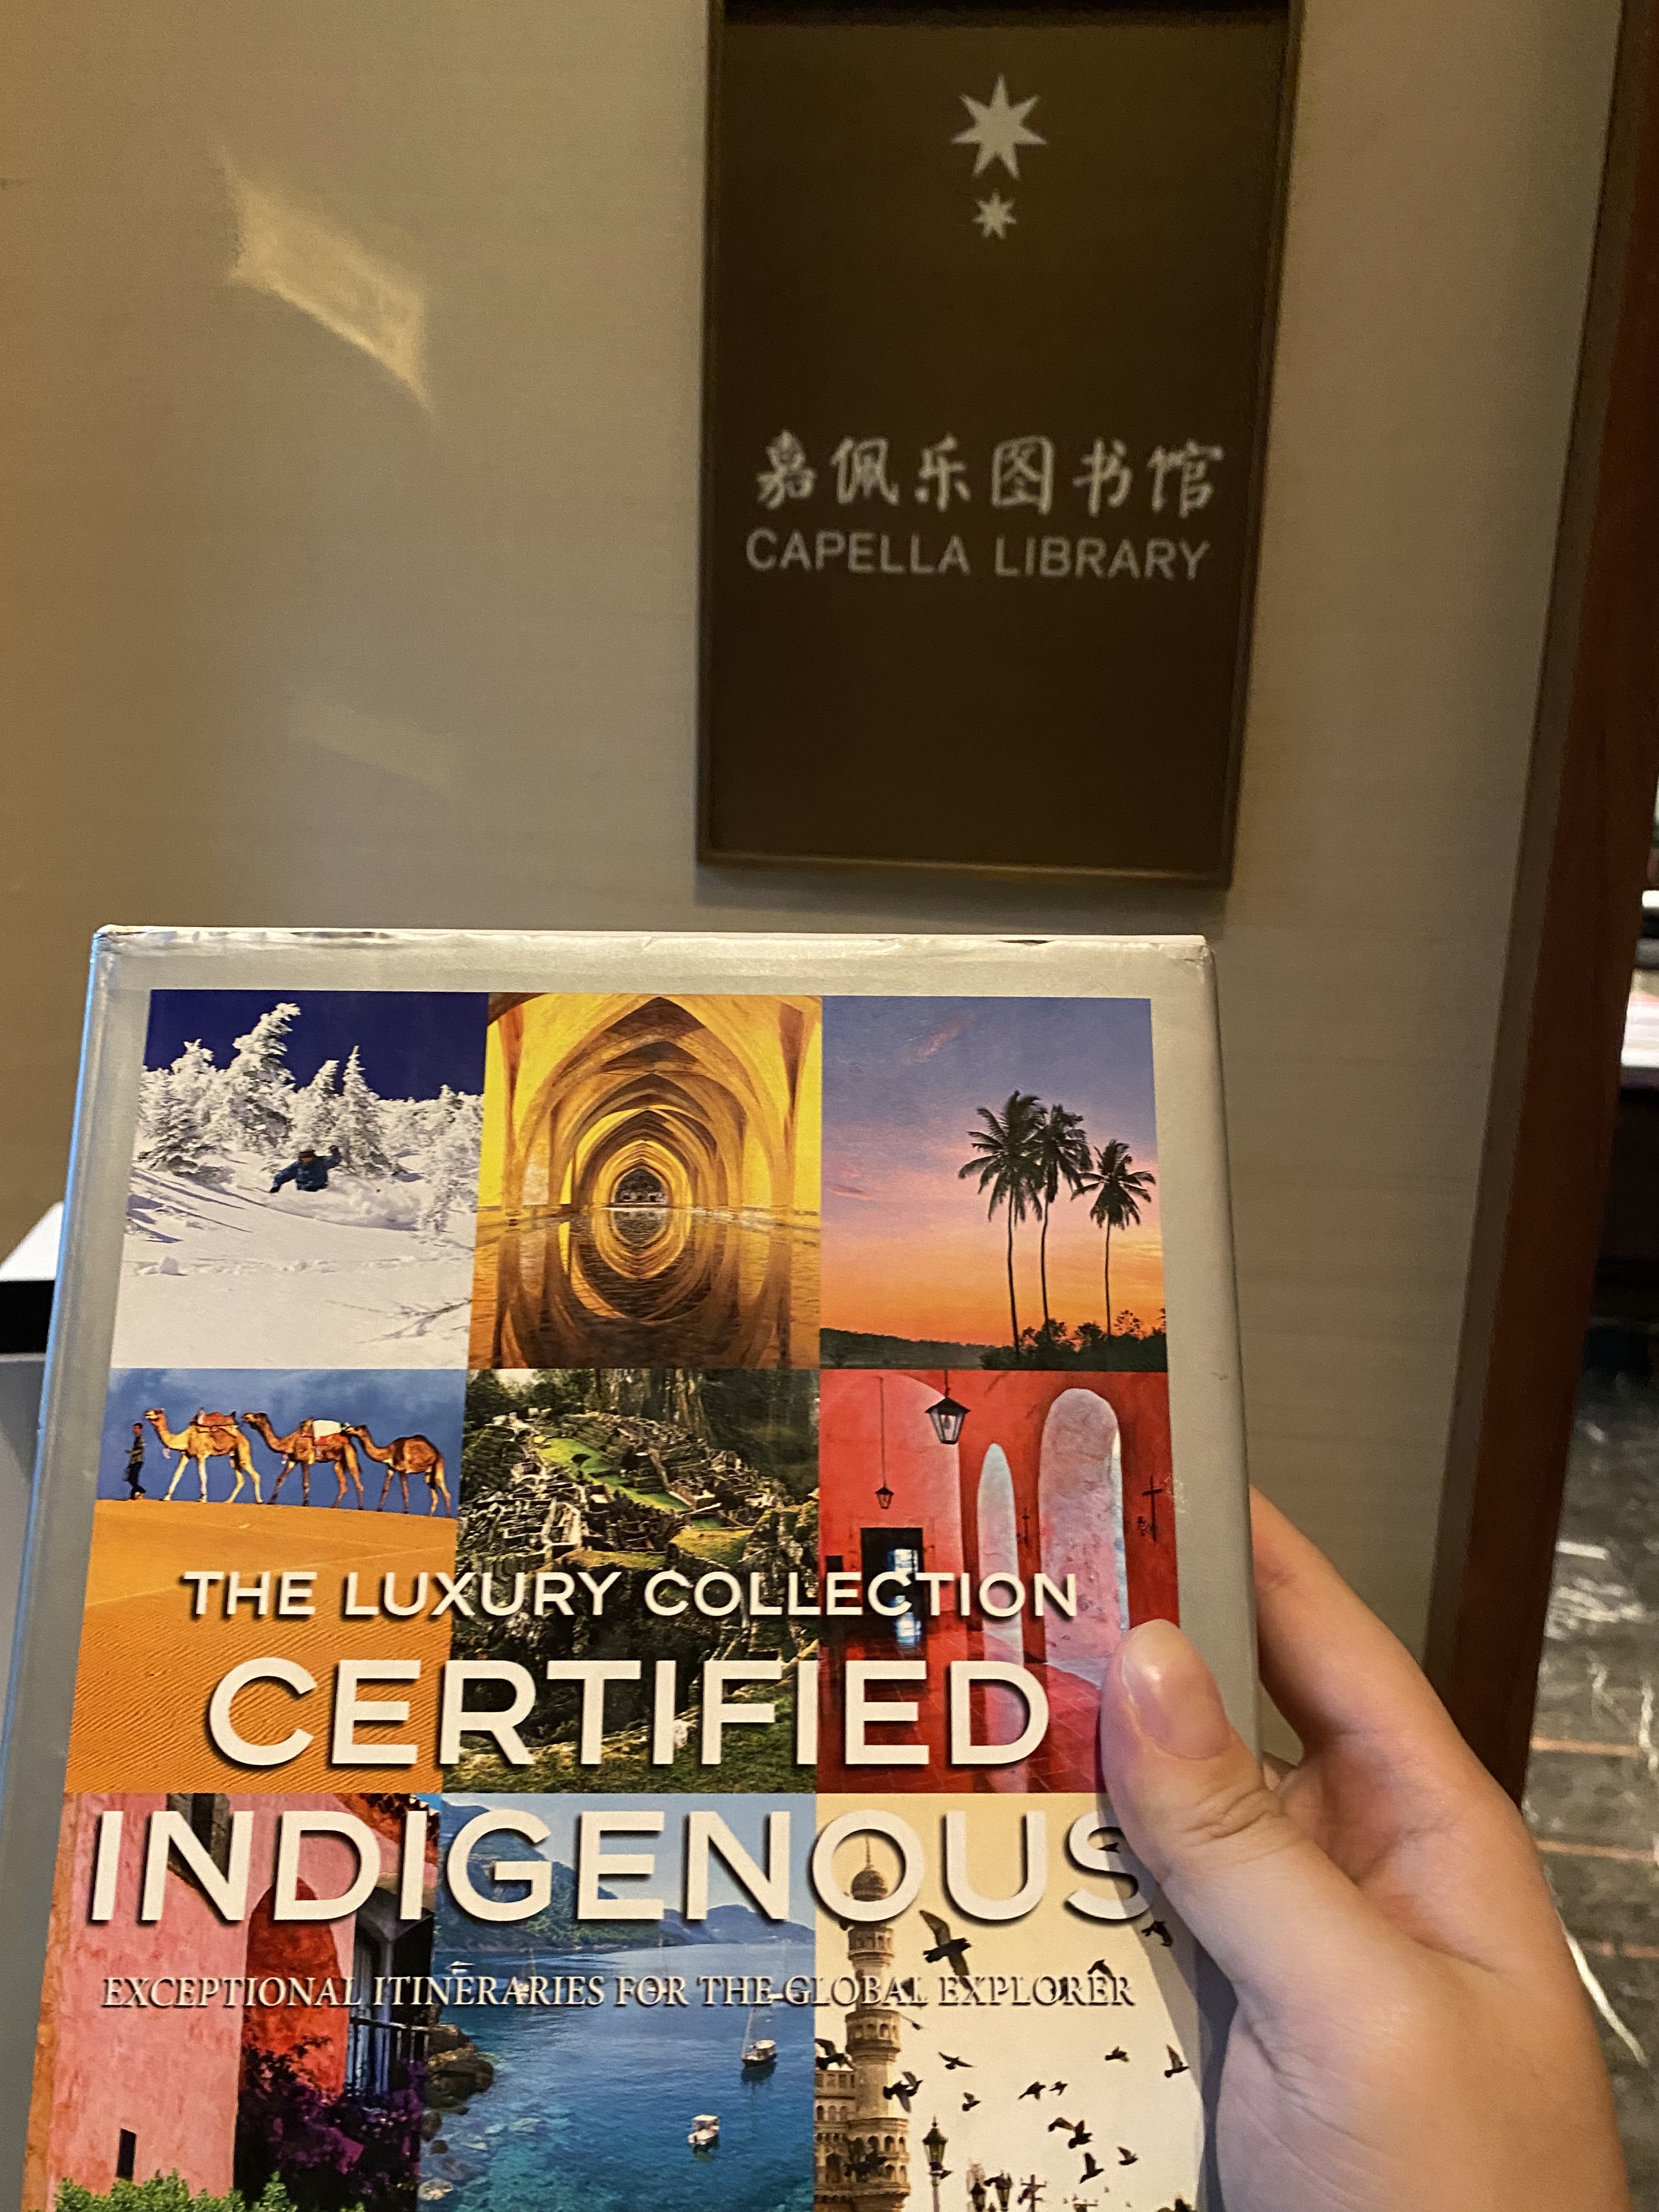 嘉佩乐图书馆
CAPELLA LIBRARY
THE LUXURY COLLECTION
CERTIFIED
INDIGENOUS
EXCEPTIONAL ITINERARIES FOR THE GLOBAL EXPLORER